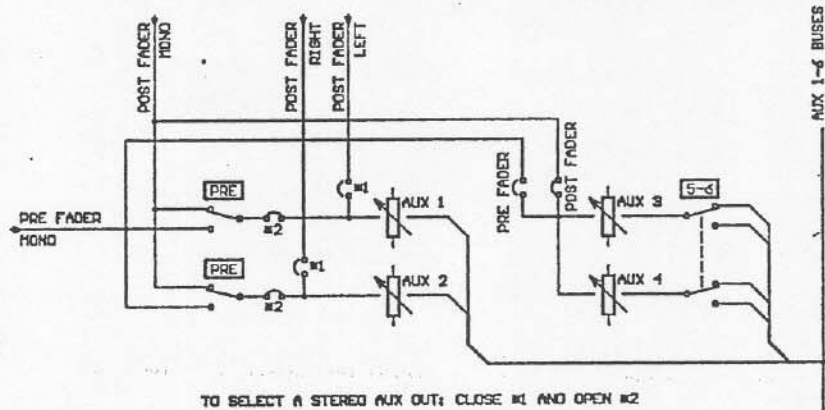 POST FADER
MONO
POST FADER
RIGHT
POST FADER
LEFT
AUX 1-6 BUSES
PRE FADER
POST FADER
PRE
*1
AUX 1
AUX 3
5-6
PRE FADER
MONO
*2
PRE
*1
AUX 2
AUX 4
*2
TO SELECT A STEREO AUX OUT: CLOSE *1 AND OPEN *2